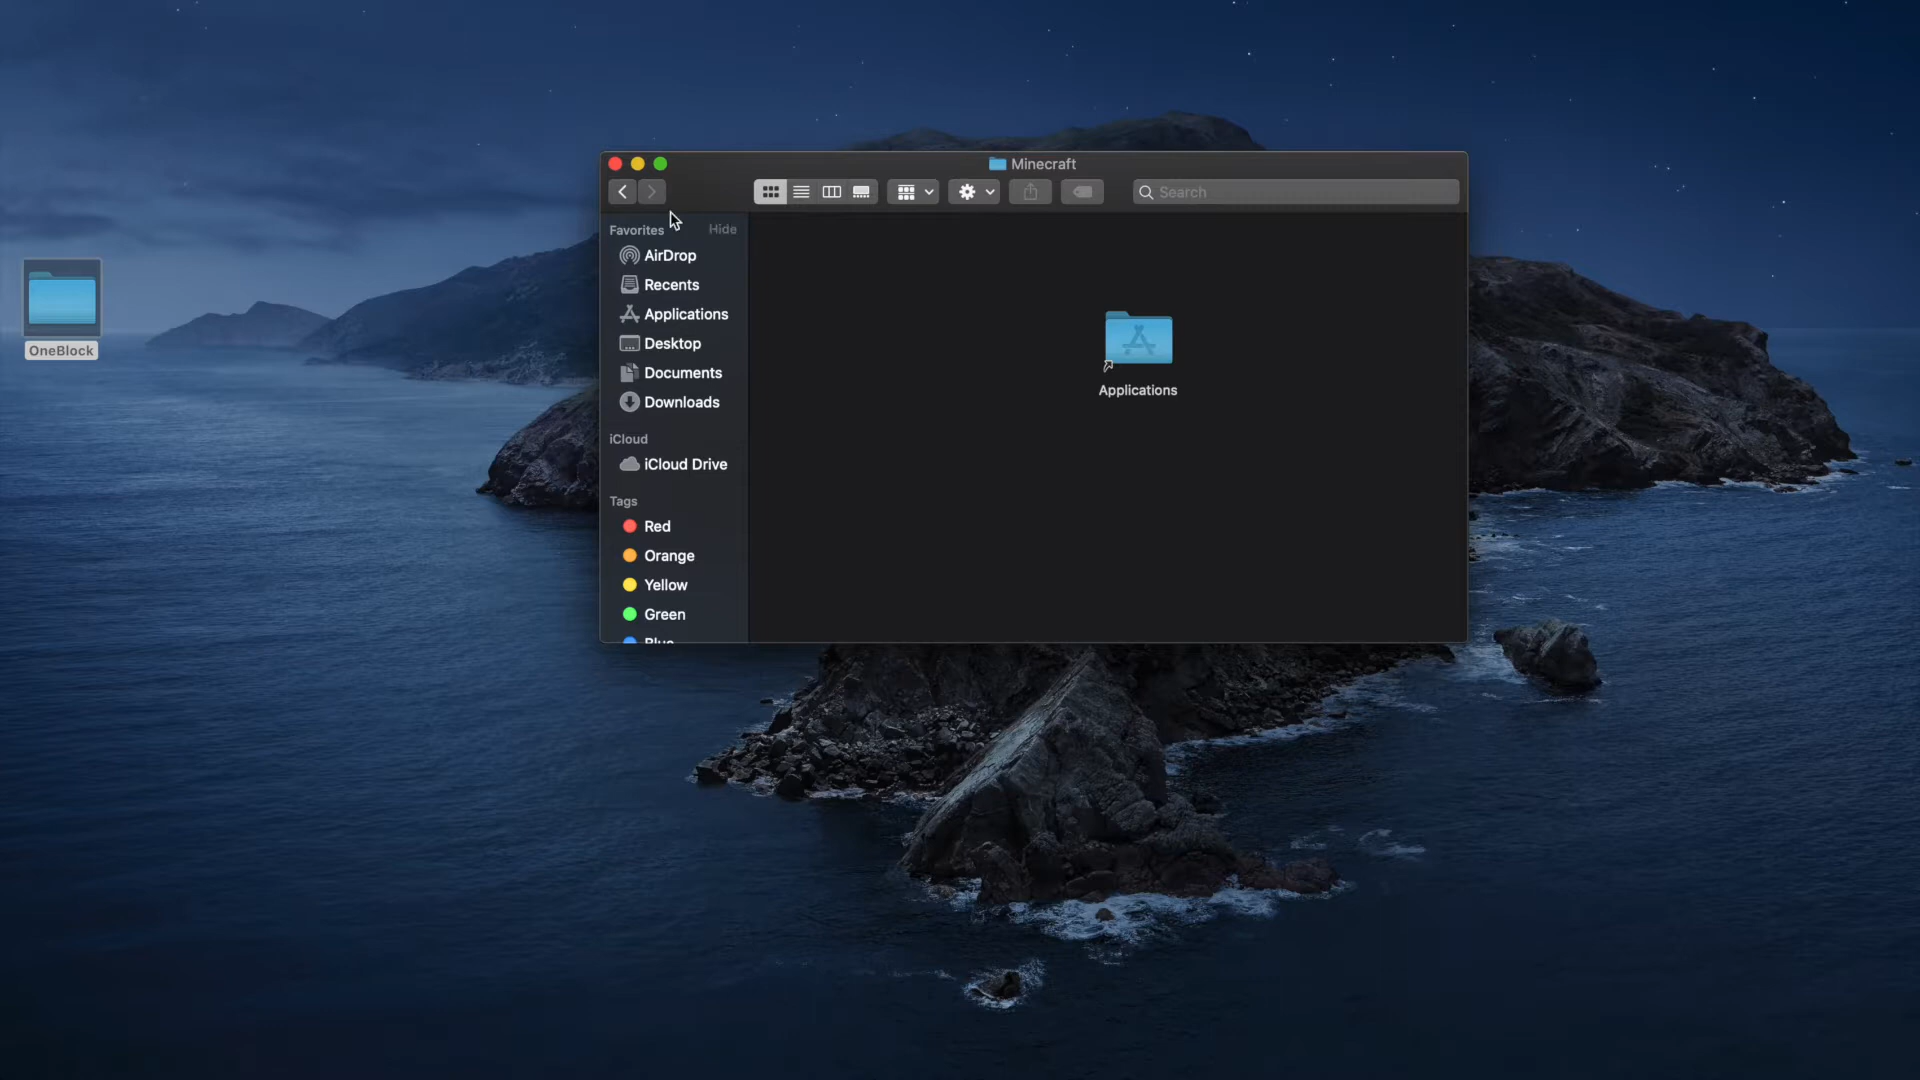 Minecraft
Search
Favorites
Hide
AirDrop
Recents
Applications
Desktop
Documents
Downloads
iCloud
iCloud Drive
Tags
Red
Orange
Yellow
Green
Blue
Applications
OneBlock